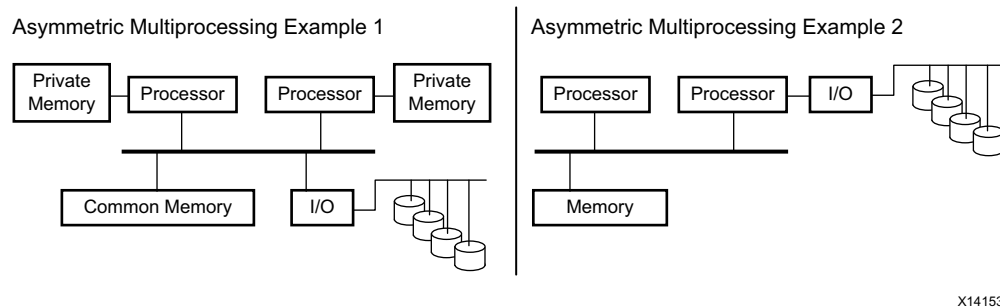 Asymmetric Multiprocessing Example 1
Private
Memory
Processor
Processor
Private
Memory
Common Memory
I/O
Asymmetric Multiprocessing Example 2
Processor
Processor
I/O
Memory
X14153